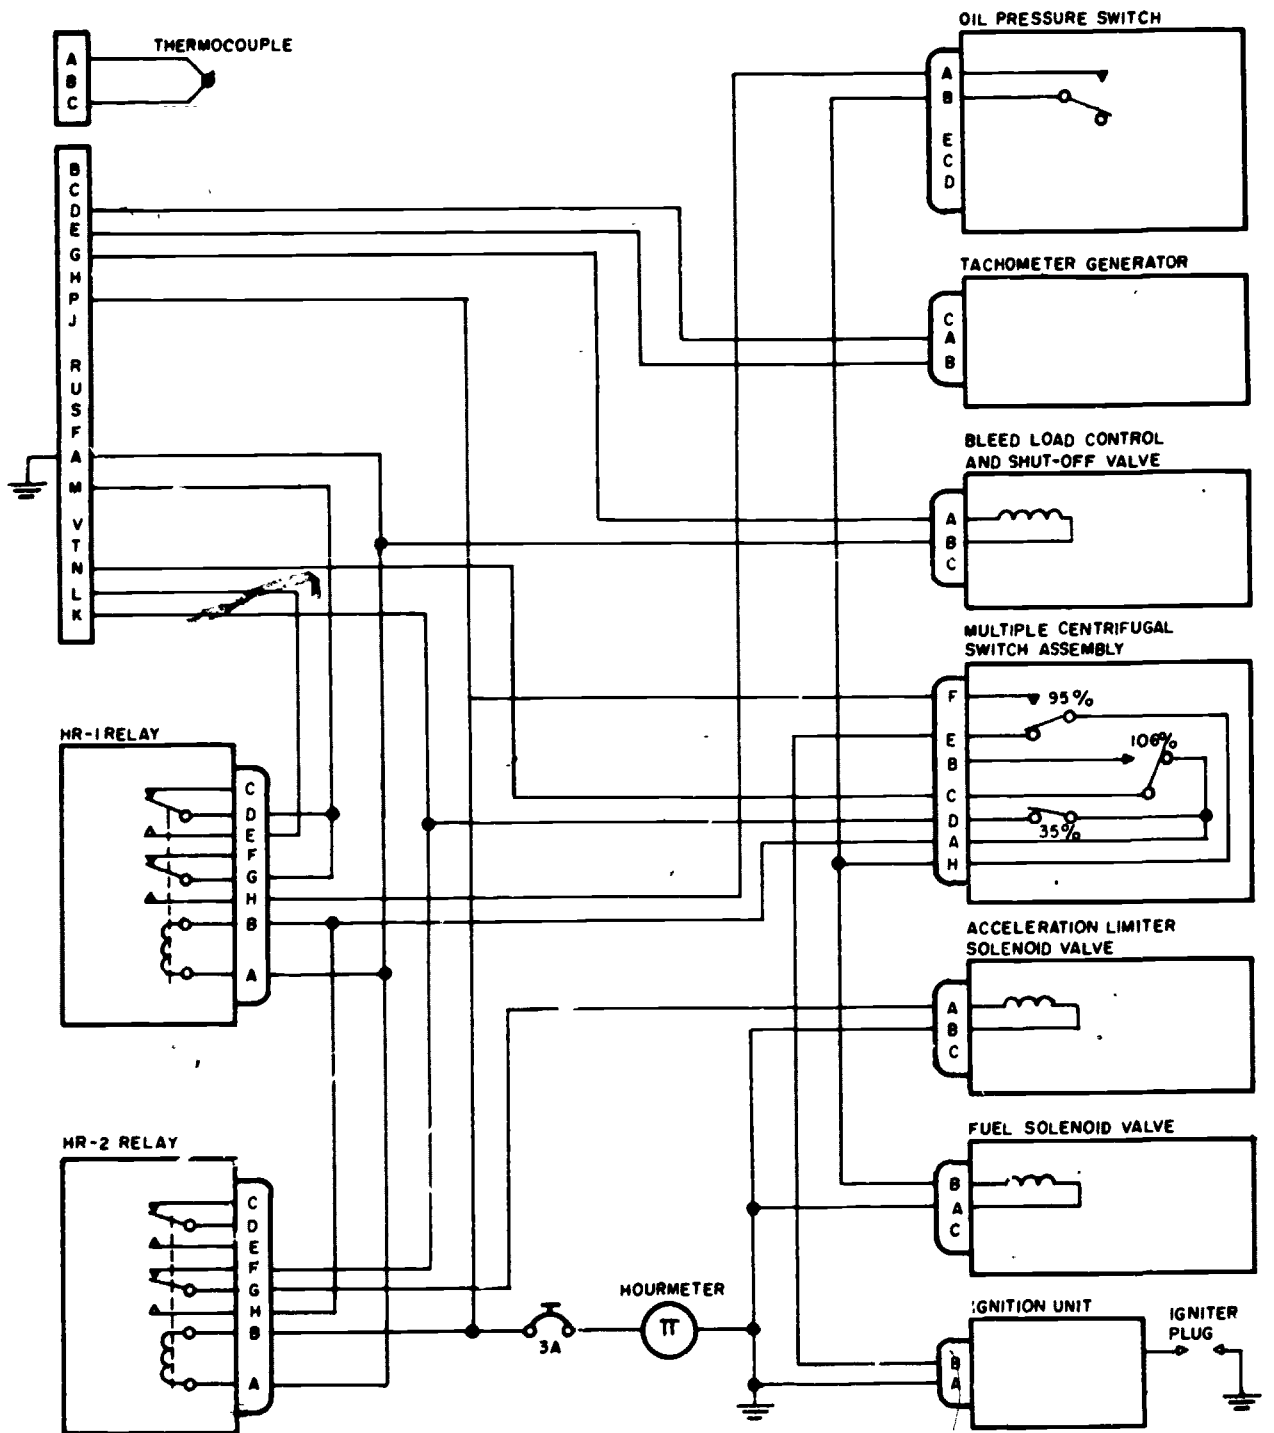 THERMOCOUPLE
A
B
C
B
C
D
E
G
H
P
J
R
U
S
F
A
M
V
T
N
L
K
OIL PRESSURE SWITCH
A
B
E
C
D
TACHOMETER GENERATOR
C
A
B
BLEED LOAD CONTROL
AND SHUT-OFF VALVE
A
B
C
MULTIPLE CENTRIFUGAL
SWITCH ASSEMBLY
F
E
B
C
D
A
H
95%
106%
35%
HR-1 RELAY
C
D
E
F
G
H
B
A
ACCELERATION LIMITER
SOLENOID VALVE
A
B
C
HR-2 RELAY
C
D
E
F
G
H
B
A
FUEL SOLENOID VALVE
B
A
C
3A
HOURMETER
IGNITION UNIT
B
A
IGNITER
PLUG